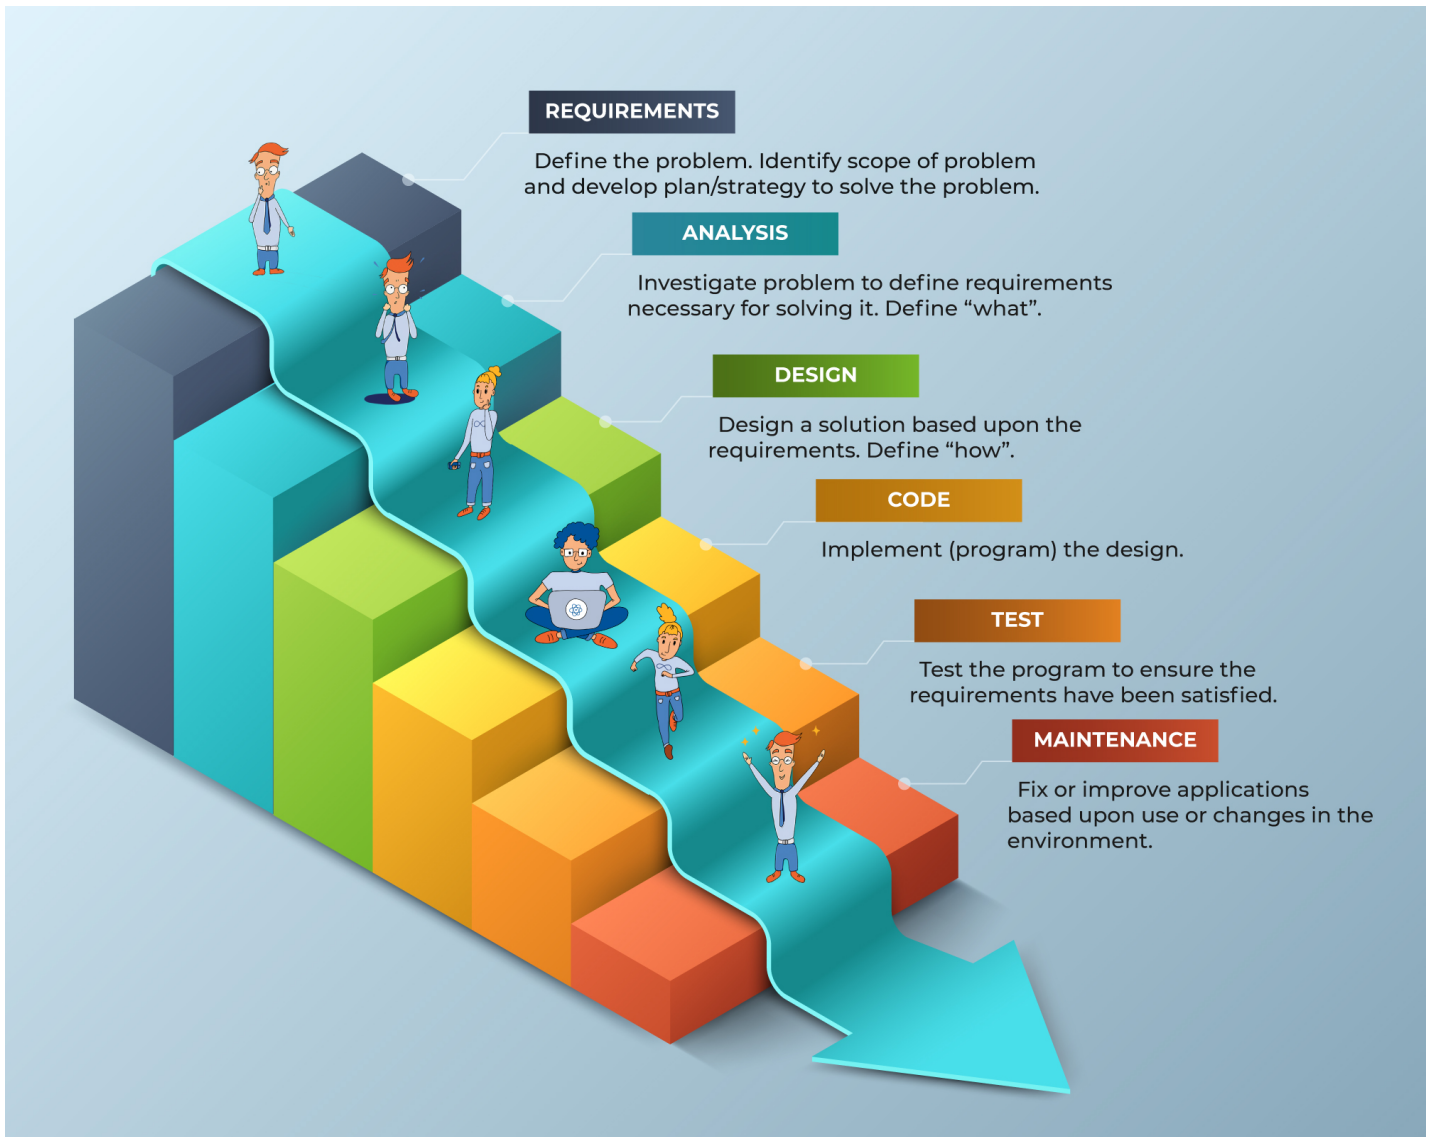 REQUIREMENTS
Define the problem. Identify scope of problem
and develop plan/strategy to solve the problem.
ANALYSIS
Investigate problem to define requirements
necessary for solving it. Define “what”.
DESIGN
Design a solution based upon the
requirements. Define “how”.
CODE
Implement (program) the design.
TEST
Test the program to ensure the
requirements have been satisfied.
MAINTENANCE
Fix or improve applications
based upon use or changes in the
environment.